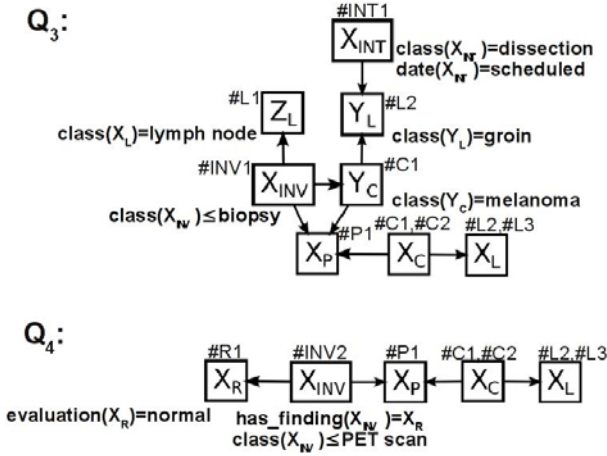 Q3:
#INT1
XINT
class(XINT)=dissection
date(XINT)=scheduled
#L1
ZL
YL
#L2
class(XL)=lymph node
class(YL)=groin
#INV1
XINV
YC
#C1
class(YC)=melanoma
class(XINV)≤biopsy
#P1
#C1,#C2
#L2,#L3
XP
XC
XL
Q4:
#R1
#INV2
#P1
#C1,#C2
#L2,#L3
XR
XINV
XP
XC
XL
evaluation(XR)=normal
has_finding(XINV)=XR
class(XINV)≤PET scan